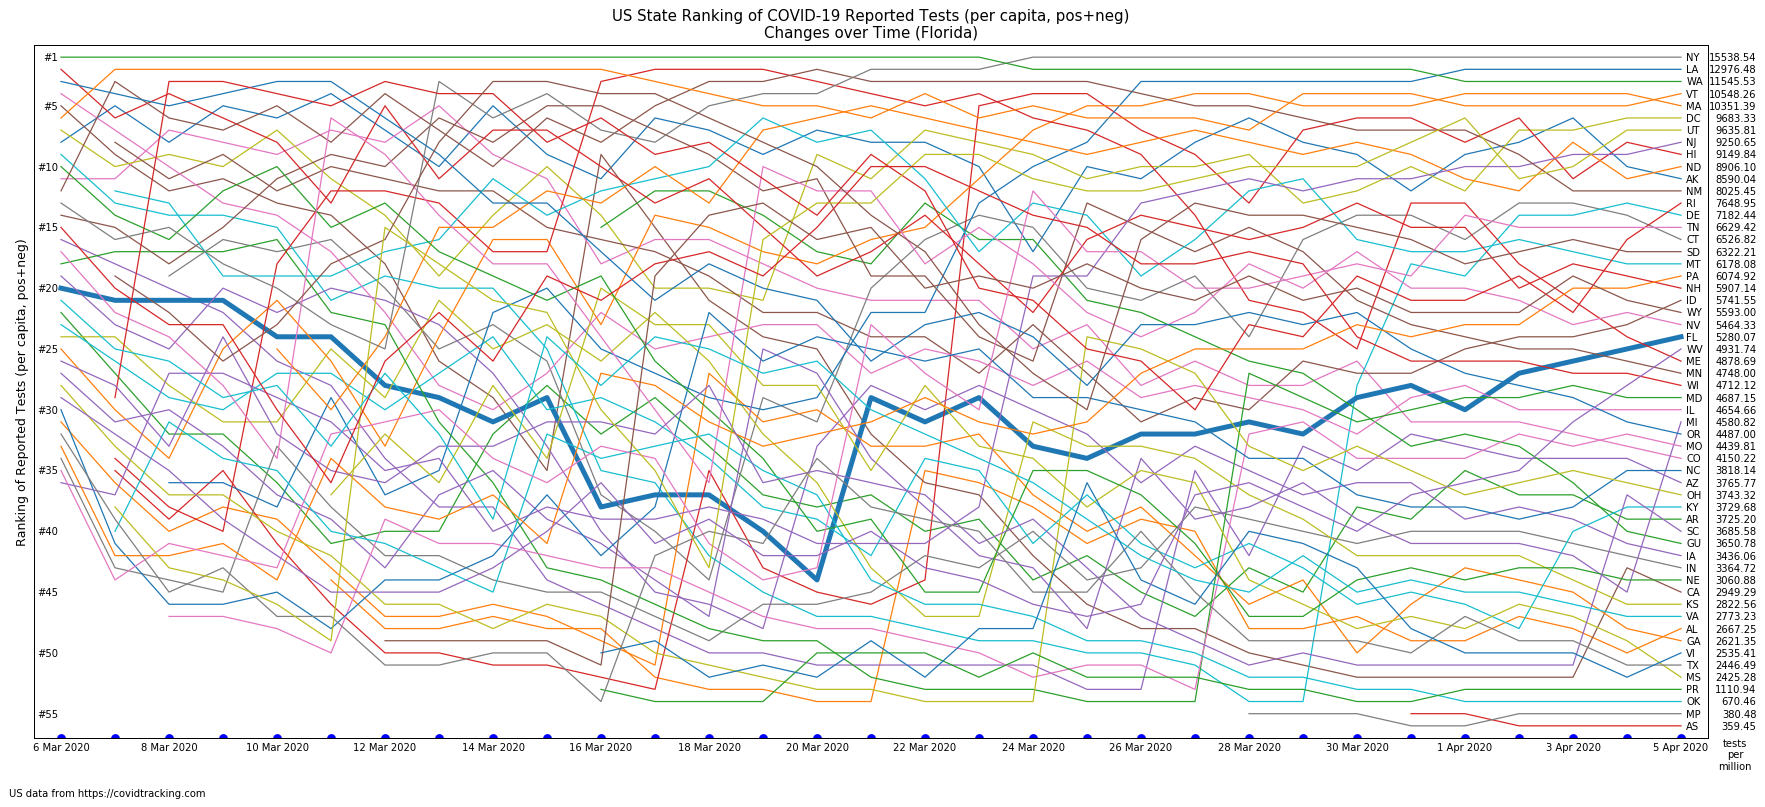 US State Ranking of COVID-19 Reported Tests (per capita, pos+neg)
Changes over Time (Florida)
Ranking of Reported Tests (per capita, pos+neg)
#1
#5
#10
#15
#20
#25
#30
#35
#40
#45
#50
#55
NY 15538.54
LA 12976.48
WA 11545.53
VT 10548.26
MA 10351.39
DC 9683.33
UT 9635.81
NJ 9250.65
HI 9149.84
ND 8906.10
AK 8590.04
NM 8025.45
RI 7648.95
DE 7182.44
TN 6629.42
CT 6526.82
SD 6322.21
MT 6178.08
PA 6074.92
NH 5907.14
ID 5741.55
WY 5593.00
NV 5464.33
FL 5280.07
WV 4931.74
ME 4878.69
MN 4748.00
WI 4712.12
MD 4687.15
IL 4654.66
MI 4580.82
OR 4487.00
MO 4439.81
CO 4150.22
NC 3818.14
AZ 3765.77
OH 3743.32
KY 3729.68
AR 3725.20
SC 3685.58
GU 3650.78
IA 3436.06
IN 3364.72
NE 3060.88
CA 2949.29
KS 2822.56
VA 2773.23
AL 2667.25
GA 2621.35
VI 2535.41
TX 2446.49
MS 2425.28
PR 1110.94
OK 670.46
MP 380.48
AS 359.45
6 Mar 2020 8 Mar 2020 10 Mar 2020 12 Mar 2020 14 Mar 2020 16 Mar 2020 18 Mar 2020 20 Mar 2020 22 Mar 2020 24 Mar 2020 26 Mar 2020 28 Mar 2020 30 Mar 2020 1 Apr 2020 3 Apr 2020 5 Apr 2020
tests
per
million
US data from https://covidtracking.com